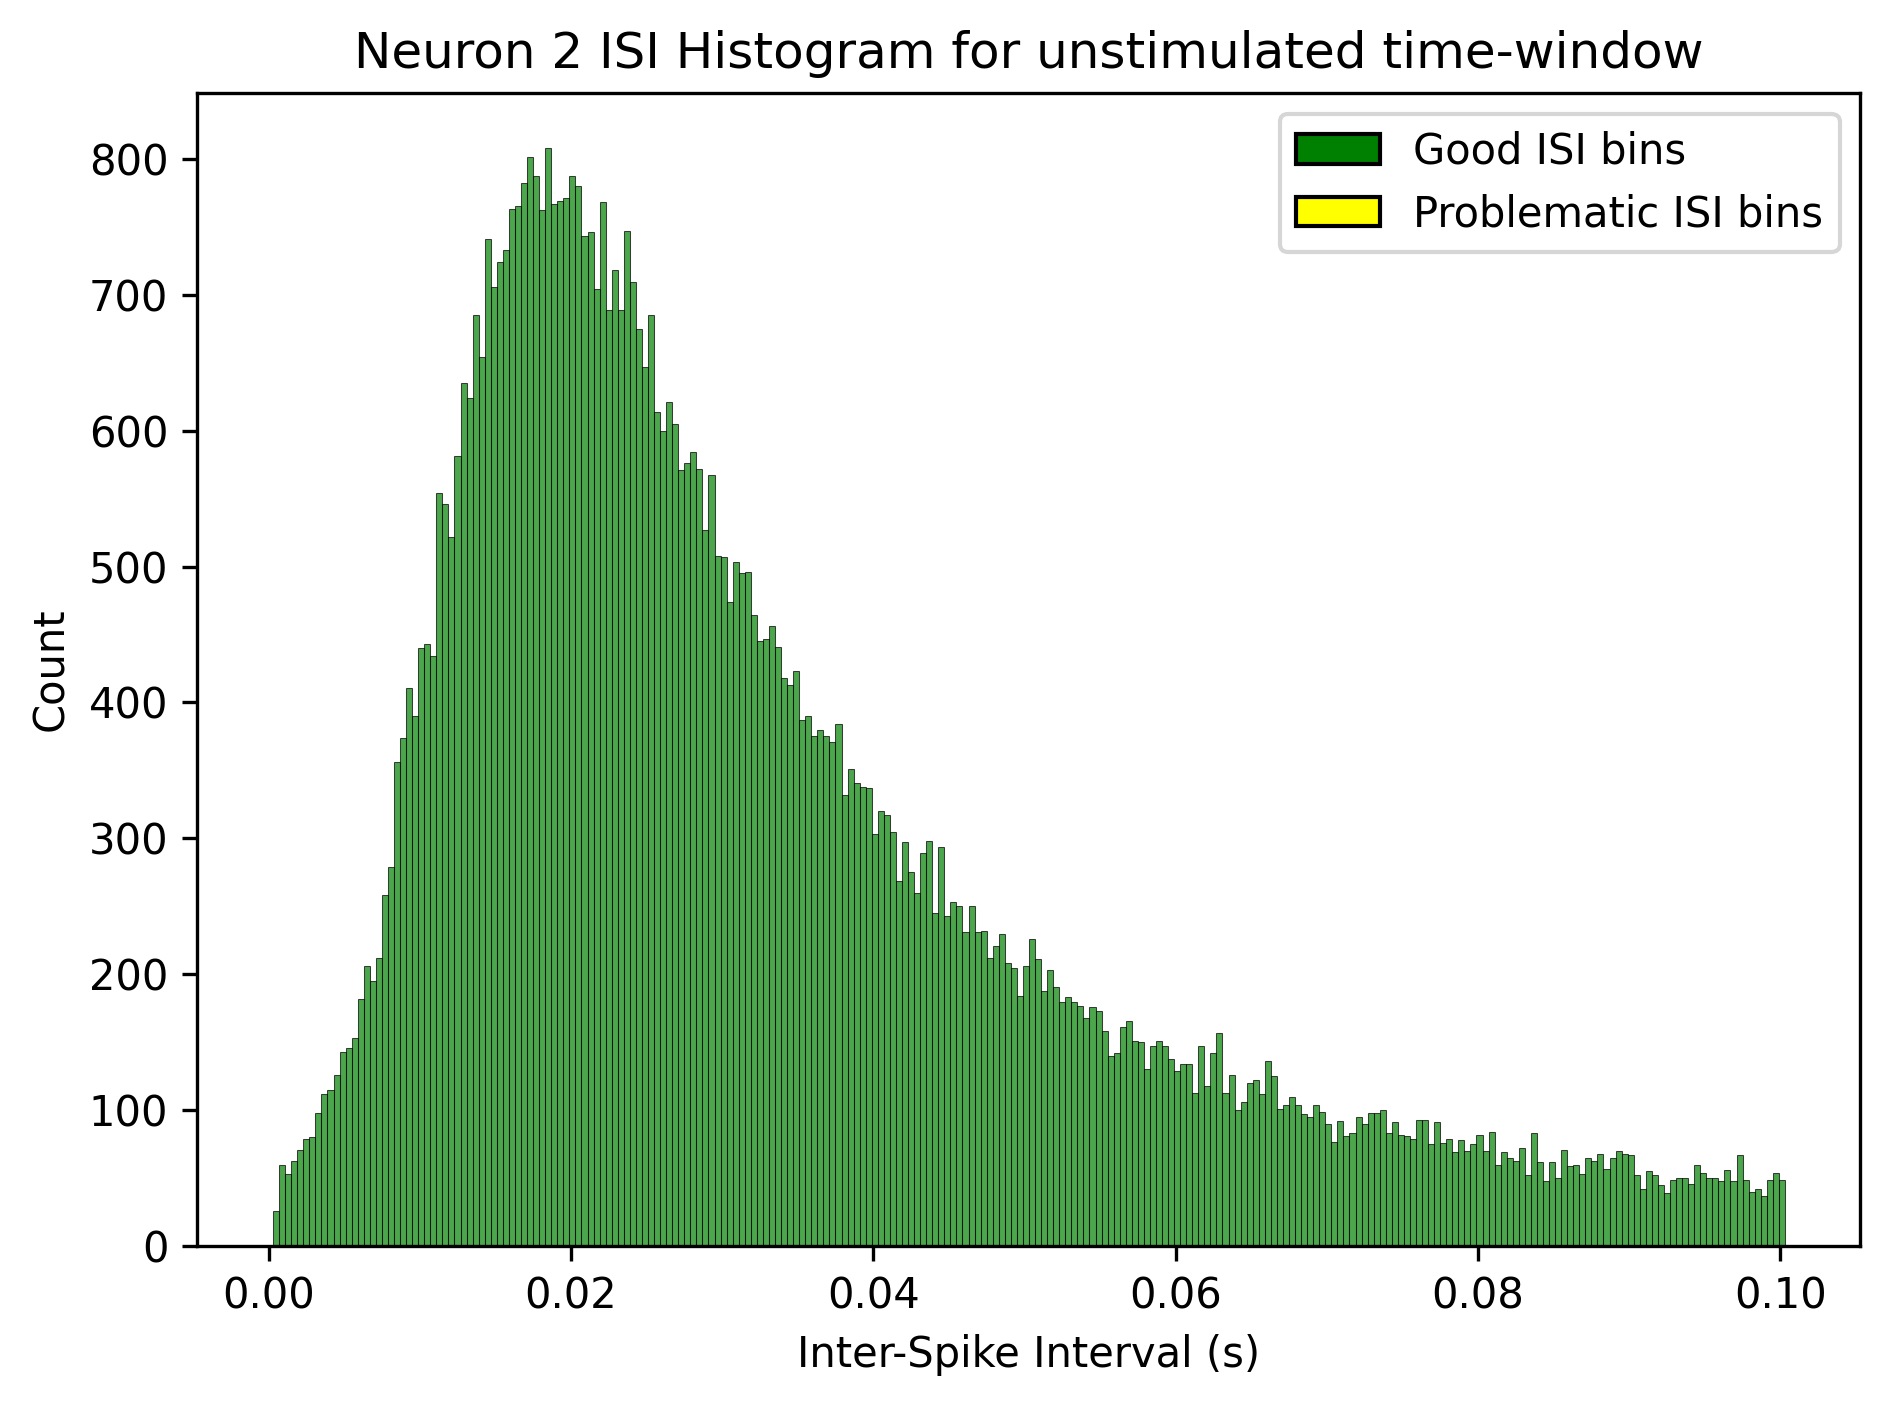 Neuron 2 ISI Histogram for unstimulated time-window
Good ISI bins
Problematic ISI bins
800
700
600
500
400
300
200
100
0
Count
0.00 0.02 0.04 0.06 0.08 0.10
Inter-Spike Interval (s)